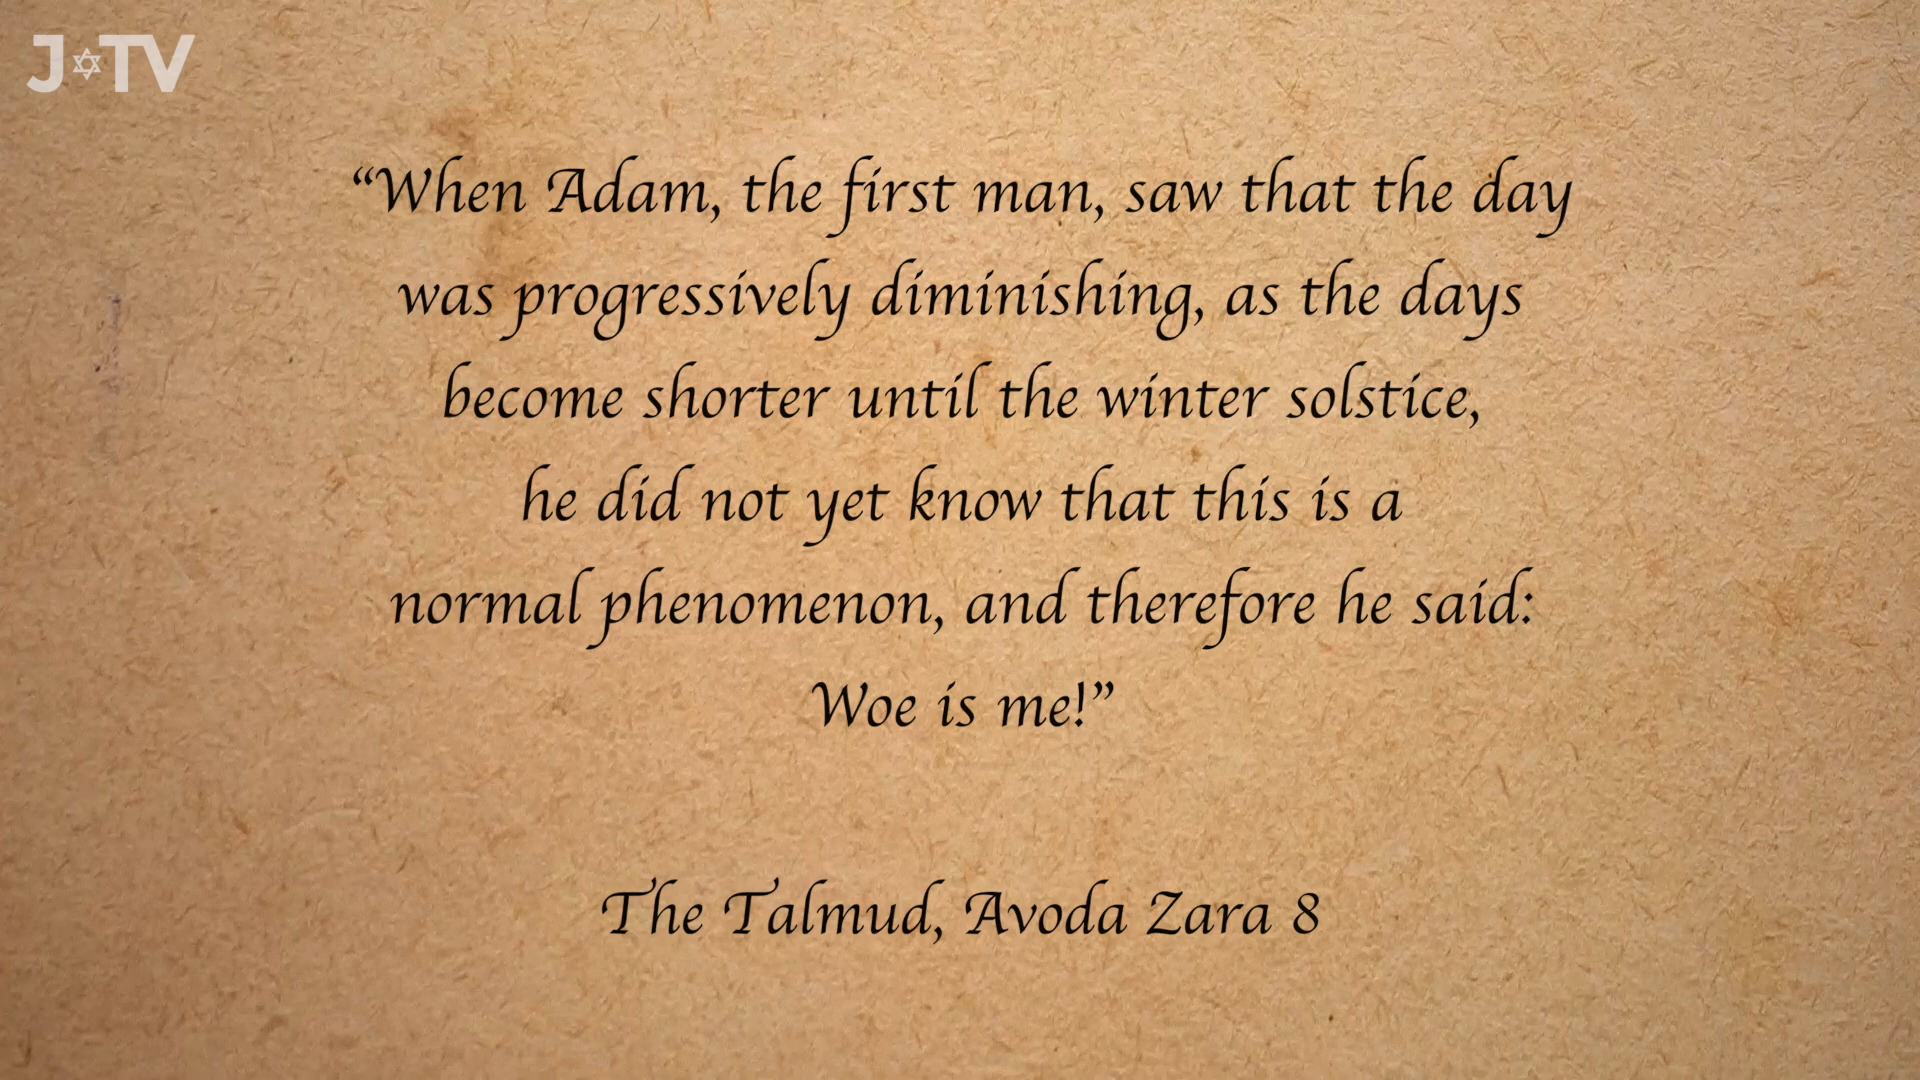 J✡TV
“When Adam, the first man, saw that the day
was progressively diminishing, as the days
become shorter until the winter solstice,
he did not yet know that this is a
normal phenomenon, and therefore he said:
Woe is me!”
The Talmud, Avoda Zara 8